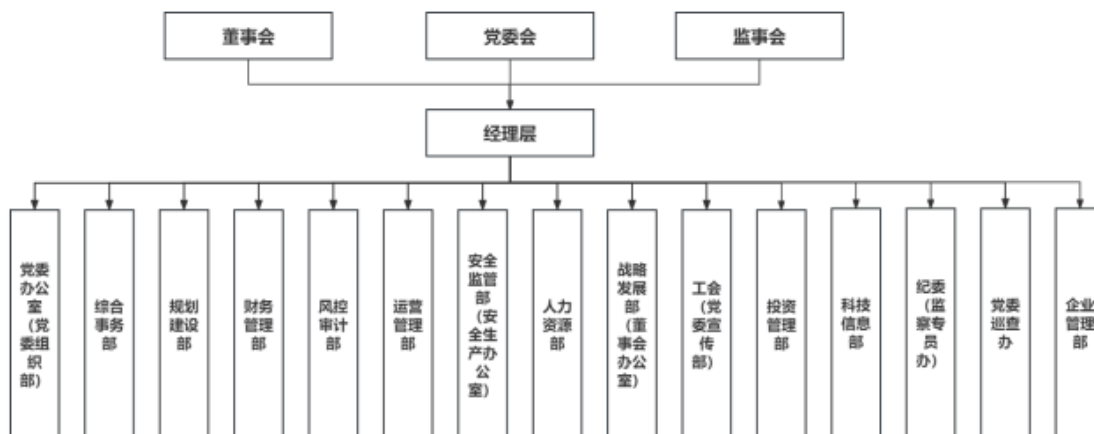 董事会
党委会
监事会
经理层
党委
办公
室
（党
委组
织
部）
综合
事务
部
规划
建设
部
财务
管理
部
风控
审计
部
运营
管理
部
安全
监管
部
（安
全生
产办
公
室）
人力
资源
部
战略
发展
部
（董
事会
办公
室）
工会
（党
委宣
传
部）
投资
管理
部
科技
信息
部
纪委
（监
察专
员
办）
党委
巡查
办
企业
管理
部